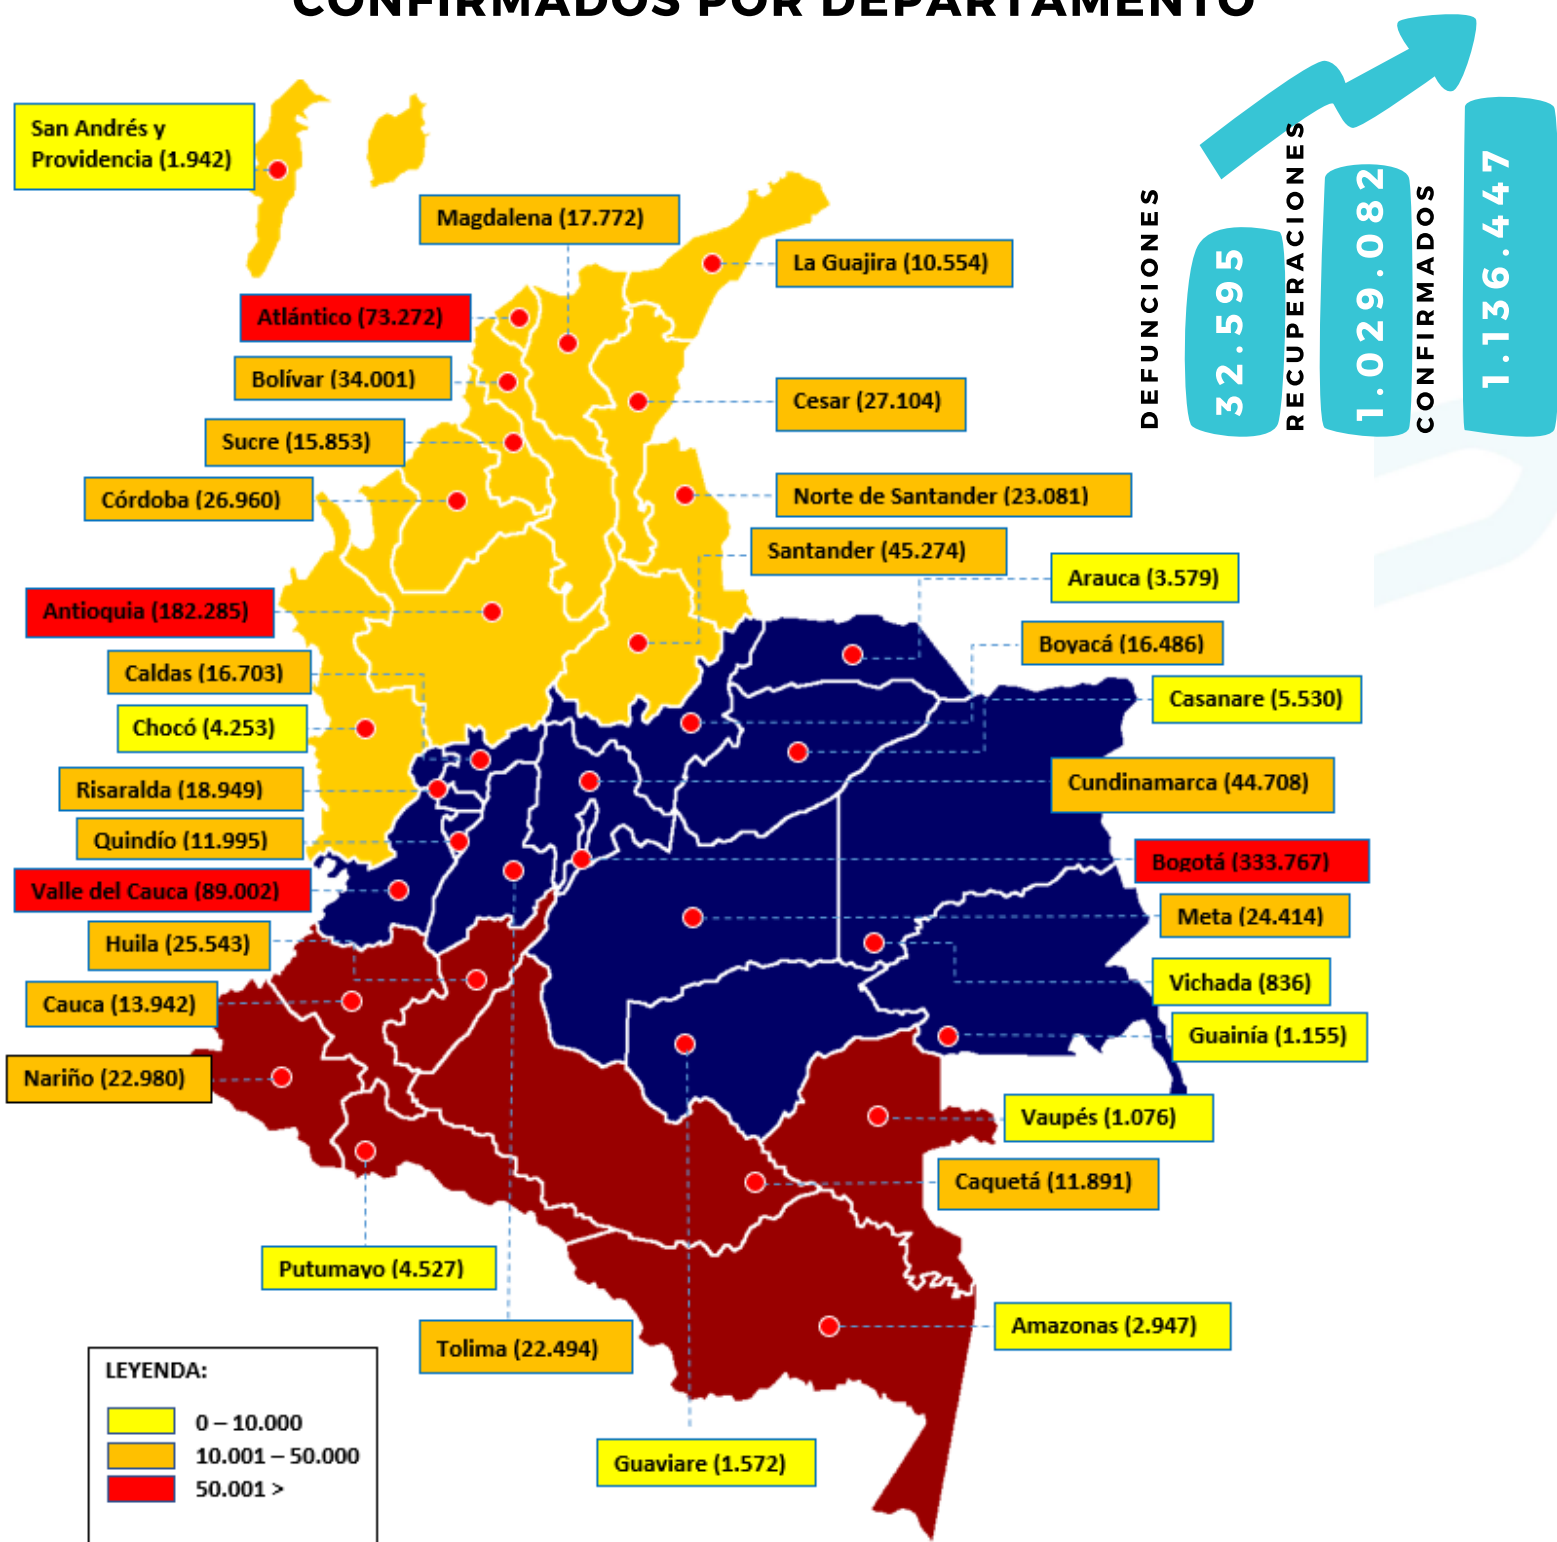 CONFIRMADOS POR DEPARTAMENTO
San Andrés y
Providencia (1.942)
Magdalena (17.772)
La Guajira (10.554)
Atlántico (73.272)
Bolívar (34.001)
Cesar (27.104)
Sucre (15.853)
Córdoba (26.960)
Norte de Santander (23.081)
Santander (45.274)
Arauca (3.579)
Antioquia (182.285)
Boyacá (16.486)
Caldas (16.703)
Casanare (5.530)
Chocó (4.253)
Risaralda (18.949)
Cundinamarca (44.708)
Quindío (11.995)
Bogotá (333.767)
Valle del Cauca (89.002)
Meta (24.414)
Huila (25.543)
Vichada (836)
Cauca (13.942)
Guainía (1.155)
Nariño (22.980)
Vaupés (1.076)
Caquetá (11.891)
Putumayo (4.527)
Amazonas (2.947)
Tolima (22.494)
Guaviare (1.572)
LEYENDA:
0 – 10.000
10.001 – 50.000
50.001 >
DEFUNCIONES
32.595
RECUPERACIONES
1.029.082
CONFIRMADOS
1.136.447